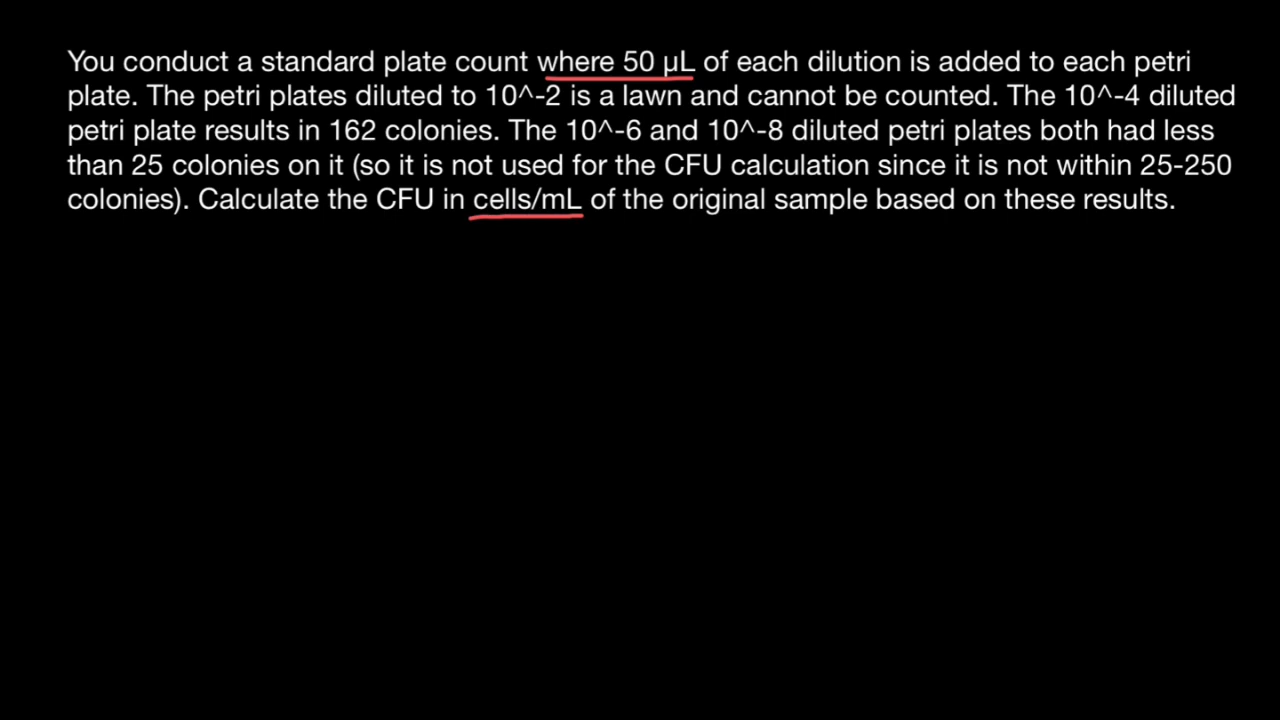 You conduct a standard plate count where 50 µL of each dilution is added to each petri
plate. The petri plates diluted to 10^-2 is a lawn and cannot be counted. The 10^-4 diluted
petri plate results in 162 colonies. The 10^-6 and 10^-8 diluted petri plates both had less
than 25 colonies on it (so it is not used for the CFU calculation since it is not within 25-250
colonies). Calculate the CFU in cells/mL of the original sample based on these results.